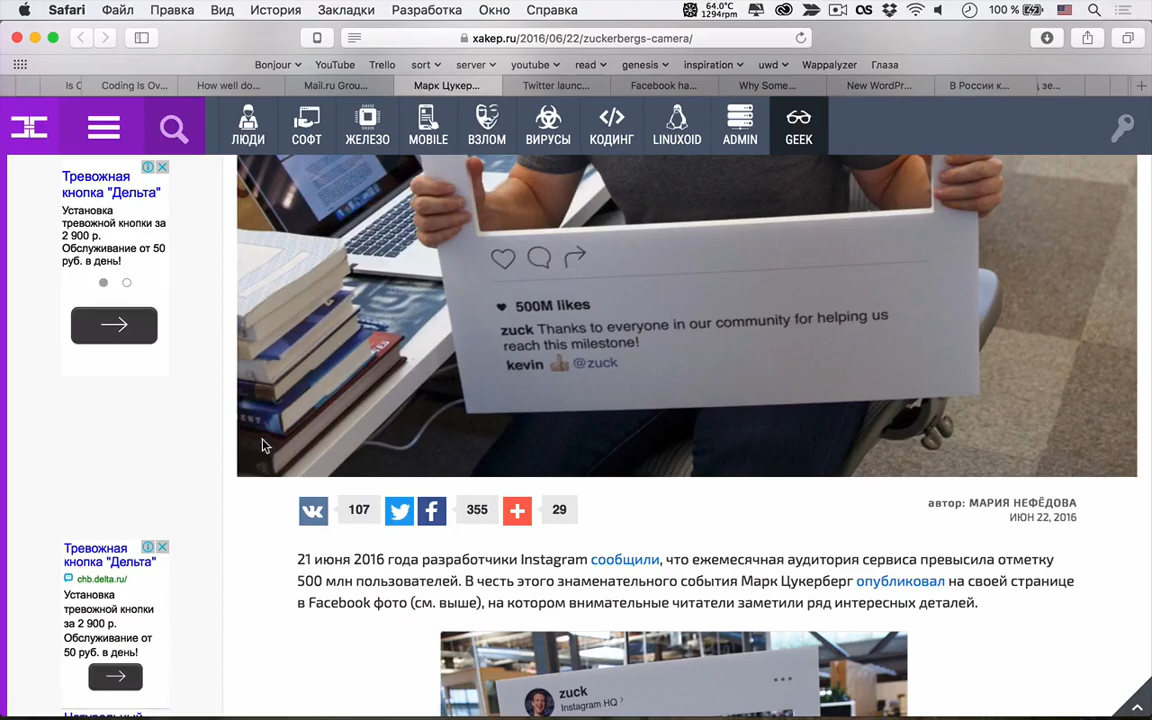 Safari Файл Правка Вид История Закладки Разработка Окно Справка 64.0°C 1294rpm 100 %
xakep.ru/2016/06/22/zuckerbergs-camera/
Bonjour YouTube Trello sort server youtube read genesis inspiration uwd Wappalyzer Глаза
Is C Coding Is Ov... How well do... Mail.ru Grou... Марк Цукер... Twitter launc... Facebook ha... Why Some... New WordPr... В России к... зе...
ЛЮДИ СОФТ ЖЕЛЕЗО MOBILE ВЗЛОМ ВИРУСЫ КОДИНГ LINUXOID ADMIN GEEK
Тревожная
кнопка "Дельта"
Установка
тревожной кнопки за
2 900 р.
Обслуживание от 50
руб. в день!
500M likes
zuck Thanks to everyone in our community for helping us
reach this milestone!
kevin @zuck
107 355 29
автор: МАРИЯ НЕФЁДОВА
ИЮН 22, 2016
Тревожная
кнопка "Дельта"
chb.delta.ru/
Установка
тревожной кнопки
за 2 900 р.
Обслуживание от
50 руб. в день!
21 июня 2016 года разработчики Instagram сообщили, что ежемесячная аудитория сервиса превысила отметку
500 млн пользователей. В честь этого знаменательного события Марк Цукерберг опубликовал на своей странице
в Facebook фото (см. выше), на котором внимательные читатели заметили ряд интересных деталей.
zuck
Instagram HQ